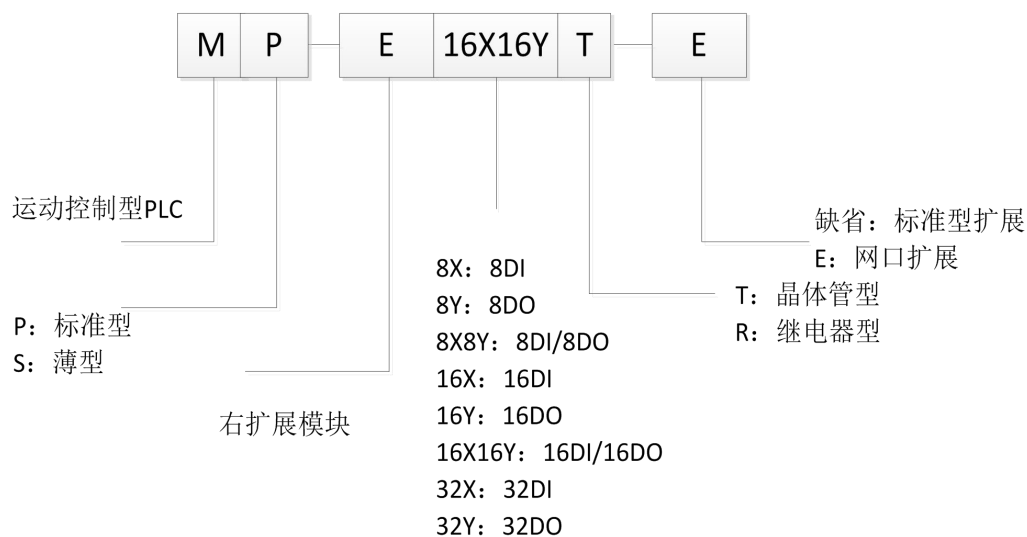 M P E 16X16Y T E
运动控制型PLC
P：标准型
S：薄型
右扩展模块
8X：8DI
8Y：8DO
8X8Y：8DI/8DO
16X：16DI
16Y：16DO
16X16Y：16DI/16DO
32X：32DI
32Y：32DO
T：晶体管型
R：继电器型
缺省：标准型扩展
E：网口扩展